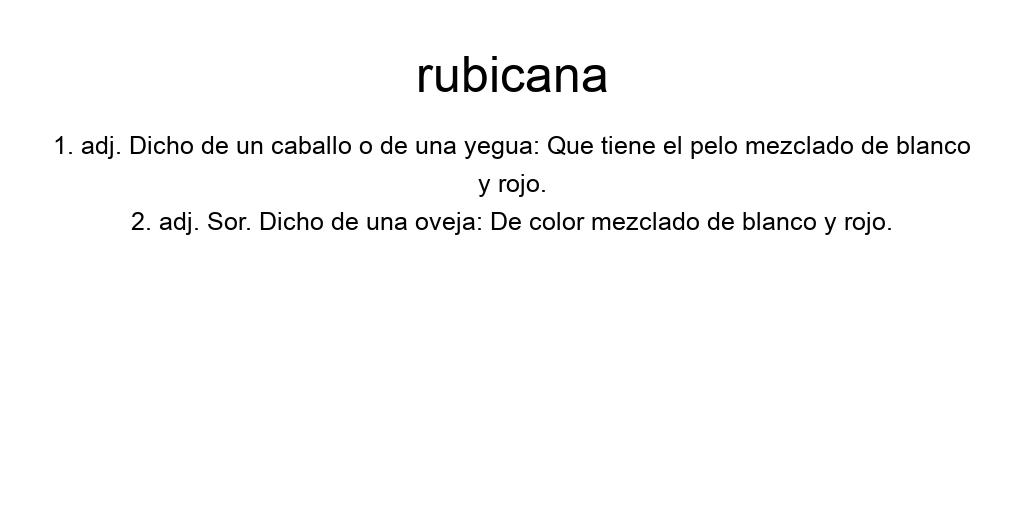 rubicana
1. adj. Dicho de un caballo o de una yegua: Que tiene el pelo mezclado de blanco
y rojo.
2. adj. Sor. Dicho de una oveja: De color mezclado de blanco y rojo.